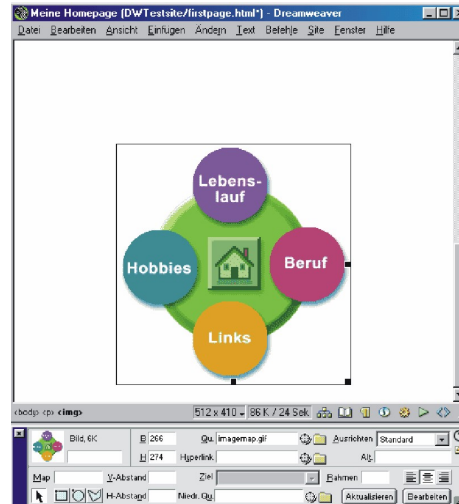 Meine Homepage (DWTestsite/firstpage.html*) - Dreamweaver
Datei Bearbeiten Ansicht Einfügen Ändern Text Befehle Site Fenster Hilfe
Lebens-
lauf
Hobbies
Beruf
Links
<body> <p> <img>
512 x 410 86 K / 24 Sek
Bild, 6K B 266 Qu. imagemap.gif Ausrichten Standard
H 274 Hyperlink Alt.
Map V-Abstand Ziel Rahmen
H-Abstand Niedr. Qu. Aktualisieren Bearbeiten